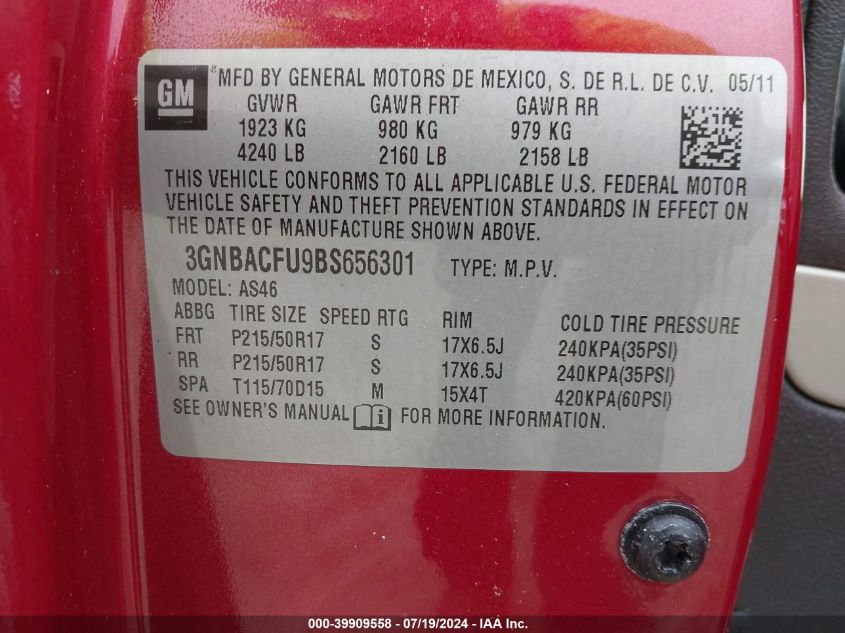 GM® MFD BY GENERAL MOTORS DE MEXICO, S. DE R.L. DE C.V. 05/11
GVWR GAWR FRT GAWR RR
1923 KG 980 KG 979 KG
4240 LB 2160 LB 2158 LB
THIS VEHICLE CONFORMS TO ALL APPLICABLE U.S. FEDERAL MOTOR
VEHICLE SAFETY AND THEFT PREVENTION STANDARDS IN EFFECT ON
THE DATE OF MANUFACTURE SHOWN ABOVE.
3GNBACFU9BS656301 TYPE: M.P.V.
MODEL: AS46
ABBG TIRE SIZE SPEED RTG RIM COLD TIRE PRESSURE
FRT P215/50R17 S 17X6.5J 240KPA(35PSI)
RR P215/50R17 S 17X6.5J 240KPA(35PSI)
SPA T115/70D15 M 15X4T 420KPA(60PSI)
SEE OWNER'S MANUAL i FOR MORE INFORMATION.
000-39909558 - 07/19/2024 - IAA, Inc.